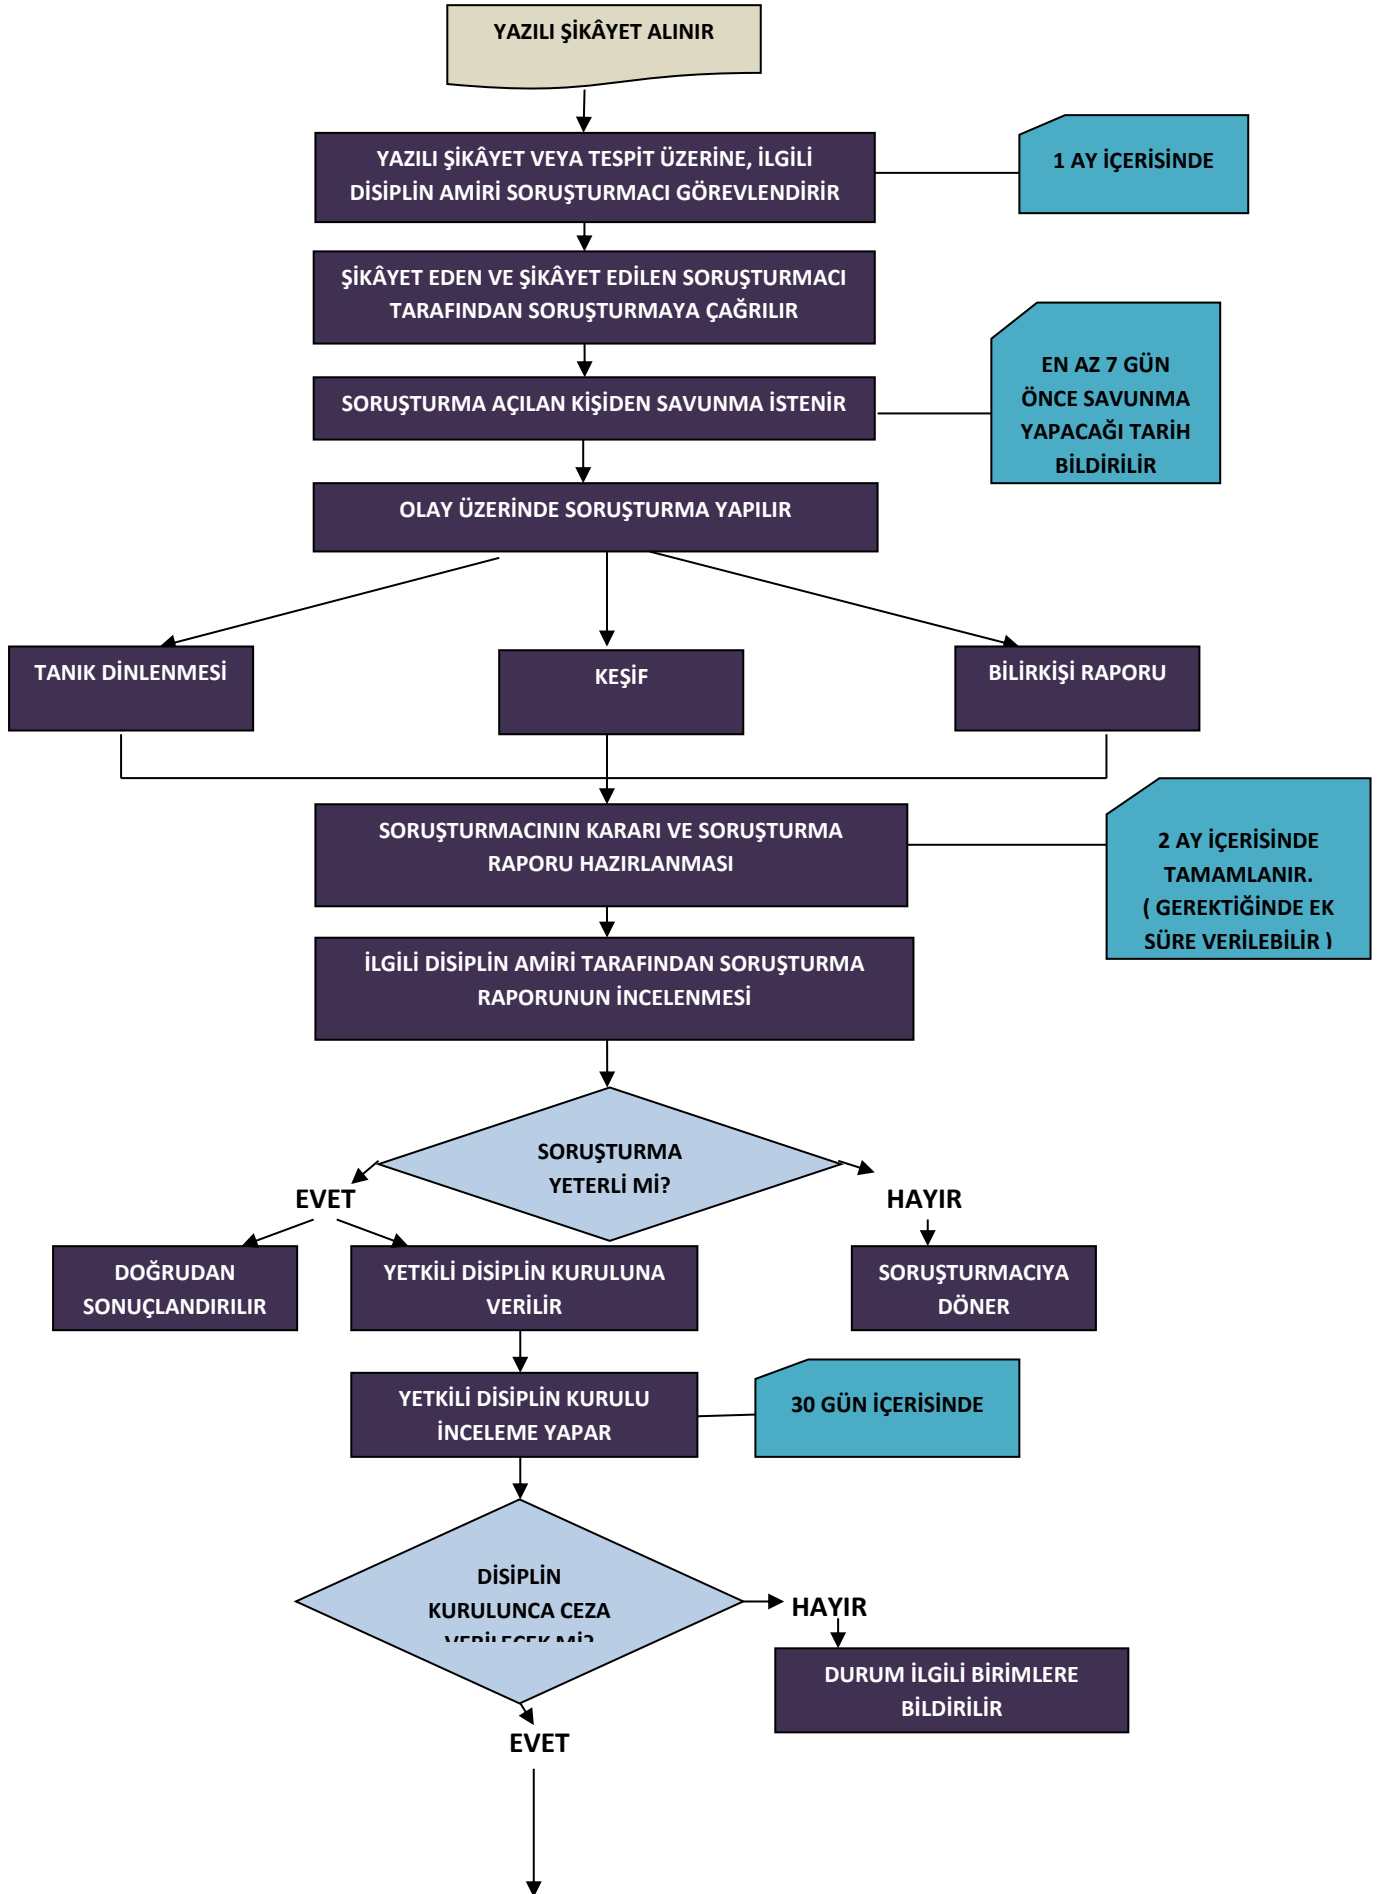 YAZILI ŞİKÂYET ALINIR
YAZILI ŞİKÂYET VEYA TESPİT ÜZERİNE, İLGİLİ
DİSİPLİN AMİRİ SORUŞTURMACI GÖREVLENDİRİR
1 AY İÇERİSİNDE
ŞİKÂYET EDEN VE ŞİKÂYET EDİLEN SORUŞTURMACI
TARAFINDAN SORUŞTURMAYA ÇAĞRILIR
SORUŞTURMA AÇILAN KİŞİDEN SAVUNMA İSTENİR
EN AZ 7 GÜN
ÖNCE SAVUNMA
YAPACAĞI TARİH
BİLDİRİLİR
OLAY ÜZERİNDE SORUŞTURMA YAPILIR
TANIK DİNLENMESİ
KEŞİF
BİLİRKİŞİ RAPORU
SORUŞTURMACININ KARARI VE SORUŞTURMA
RAPORU HAZIRLANMASI
2 AY İÇERİSİNDE
TAMAMLANIR.
( GEREKTİĞİNDE EK
SÜRE VERİLEBİLİR )
İLGİLİ DİSİPLİN AMİRİ TARAFINDAN SORUŞTURMA
RAPORUNUN İNCELENMESİ
SORUŞTURMA
YETERLİ Mİ?
EVET
HAYIR
DOĞRUDAN
SONUÇLANDIRILIR
YETKİLİ DİSİPLİN KURULUNA
VERİLİR
SORUŞTURMACIYA
DÖNER
YETKİLİ DİSİPLİN KURULU
İNCELEME YAPAR
30 GÜN İÇERİSİNDE
DİSİPLİN
KURULUNCA CEZA
VERİLECEK Mİ?
HAYIR
DURUM İLGİLİ BİRİMLERE
BİLDİRİLİR
EVET